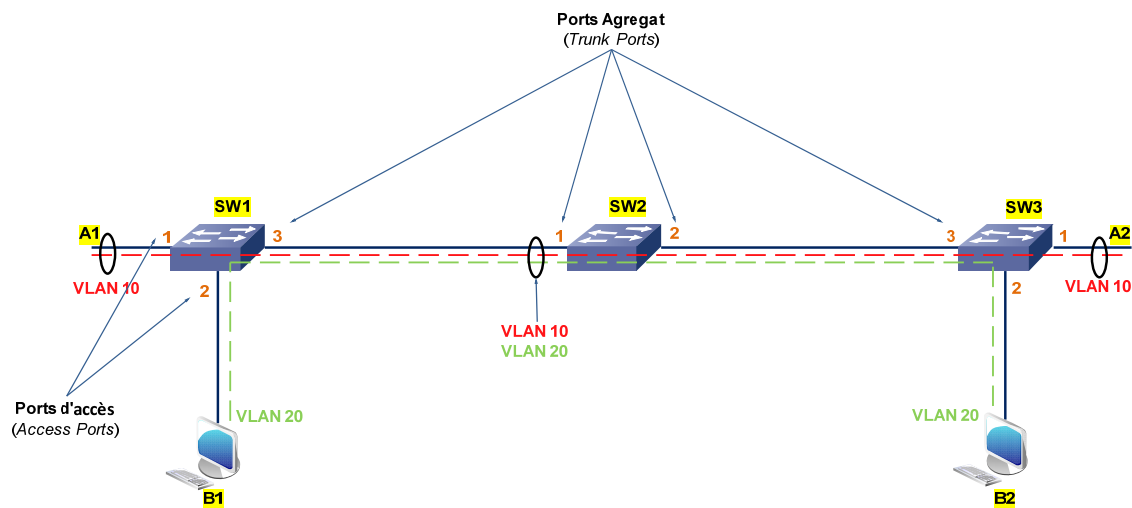 Ports Agregat
(Trunk Ports)
SW1
SW2
SW3
A1
1
3
1
2
3
1
A2
VLAN 10
2
2
VLAN 10
VLAN 10
VLAN 20
Ports d'accès
(Access Ports)
VLAN 20
VLAN 20
B1
B2